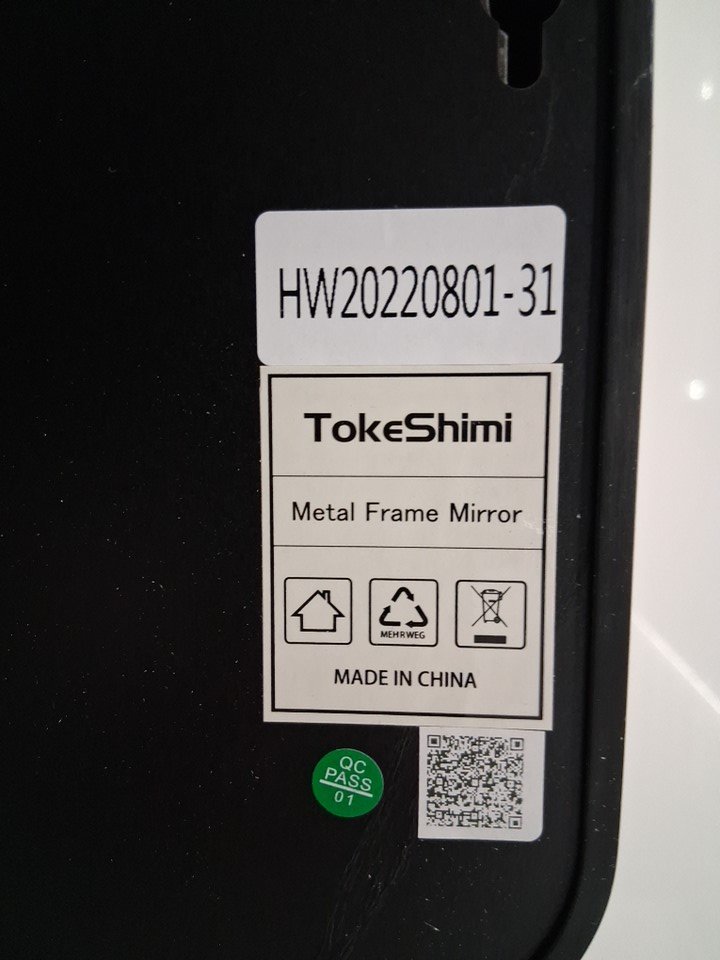 HW20220801-31
TokeShimi
Metal Frame Mirror
MEHRWEG
MADE IN CHINA
QC
PASS
01